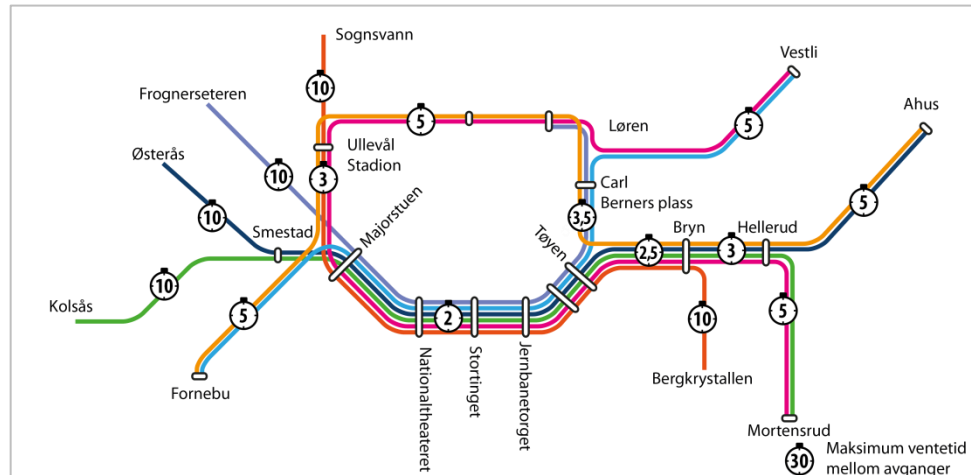 Sognsvann
Vestli
10
Frognerseteren
Ahus
5
Løren
5
Østerås
Ullevål
Stadion
10
3
Carl
Berners plass
5
10
Majorstuen
3,5
Smestad
Tøyen
Bryn
Hellerud
2,5
3
10
Kolsås
5
2
10
5
Nationaltheateret
Stortinget
Jernbanetorget
Fornebu
Bergkrystallen
Mortensrud
30
Maksimum ventetid
mellom avganger